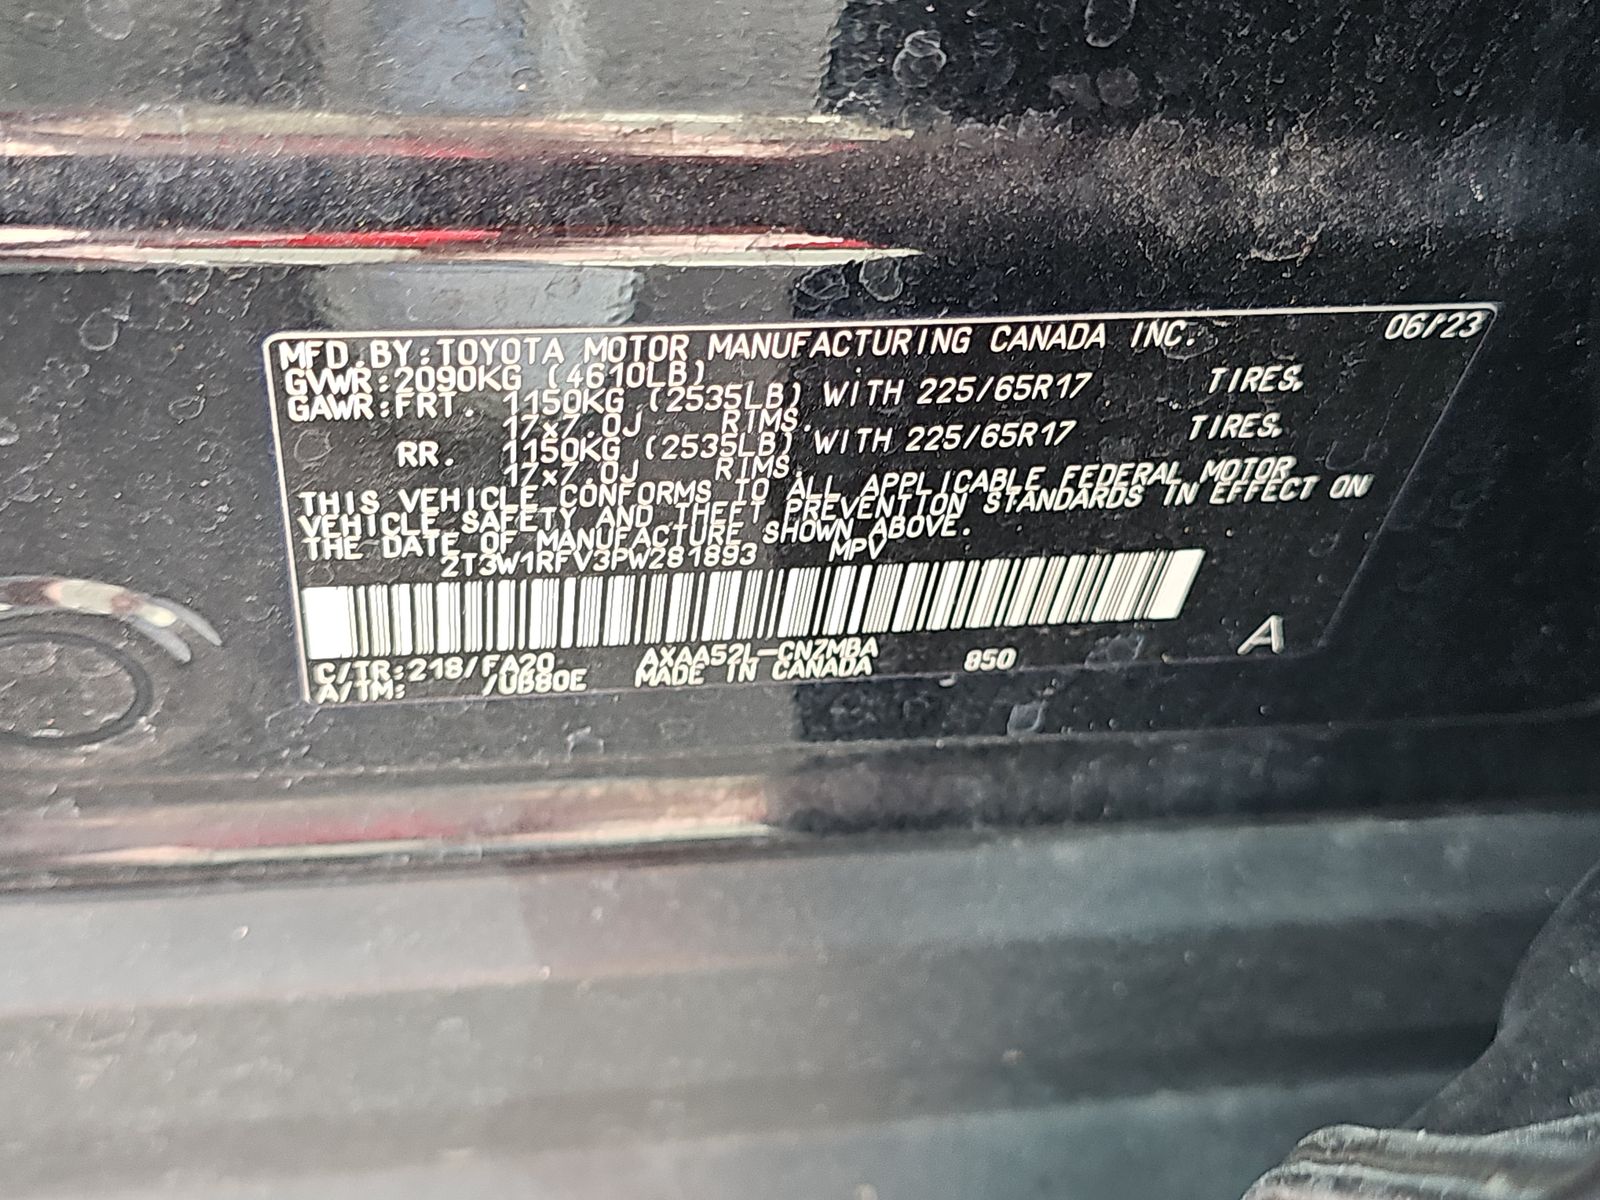 MFD.BY:TOYOTA MOTOR MANUFACTURING CANADA INC. 06/23
GVWR:2090KG (4610LB)
GAWR:FRT. 1150KG (2535LB) WITH 225/65R17 TIRES.
17x7.0J RIMS.
RR. 1150KG (2535LB) WITH 225/65R17 TIRES.
17x7.0J RIMS.
THIS VEHICLE CONFORMS TO ALL APPLICABLE FEDERAL MOTOR
VEHICLE SAFETY AND THEFT PREVENTION STANDARDS IN EFFECT ON
THE DATE OF MANUFACTURE SHOWN ABOVE.
2T3W1RFV3PW281893 MPV
C/TR:218/FA20 AXAA52L-CNZMBA 850 A
A/TM: /UB80E MADE IN CANADA